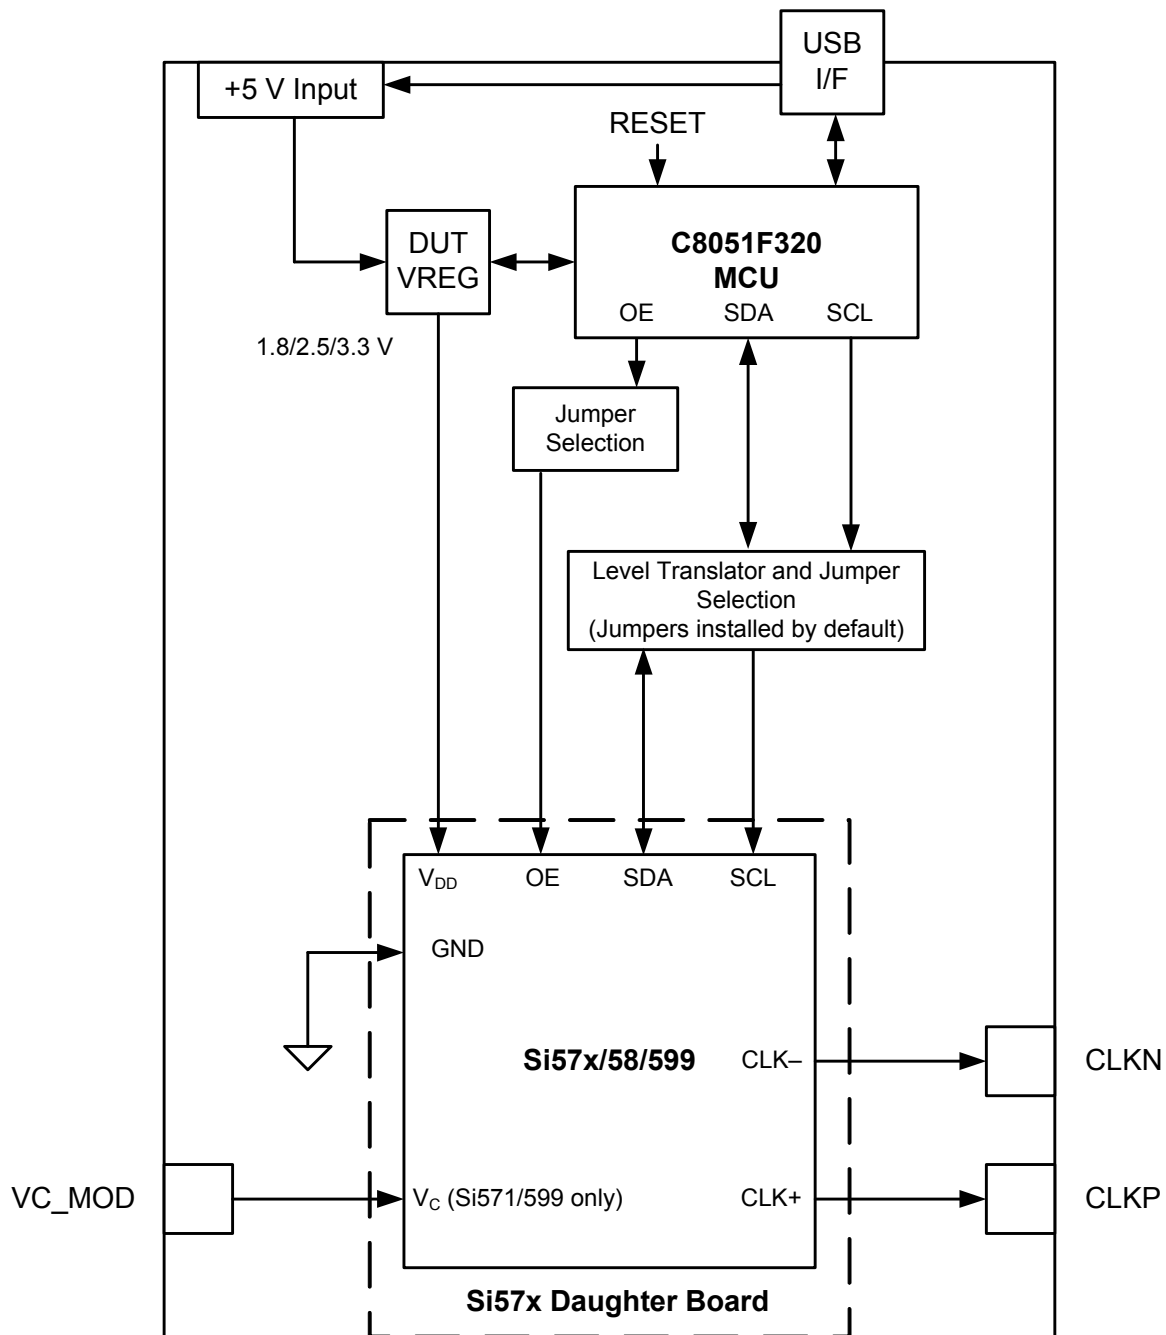 USB
I/F
+5 V Input
RESET
C8051F320
MCU
DUT
VREG
OE SDA SCL
1.8/2.5/3.3 V
Jumper
Selection
Level Translator and Jumper
Selection
(Jumpers installed by default)
VDD OE SDA SCL
GND
Si57x/58/599
CLK–
CLKN
VC_MOD
VC (Si571/599 only)
CLK+
CLKP
Si57x Daughter Board